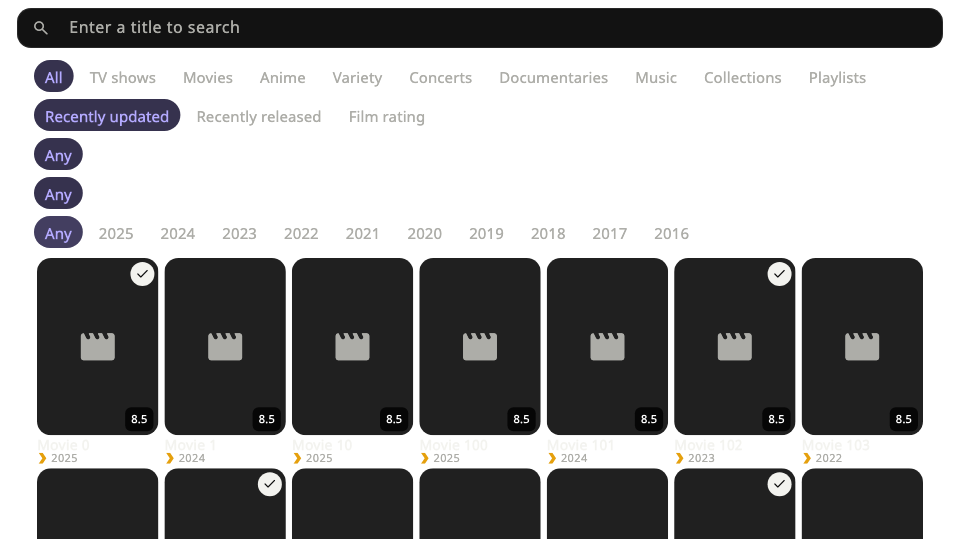 Enter a title to search
All TV shows Movies Anime Variety Concerts Documentaries Music Collections Playlists
Recently updated Recently released Film rating
Any
Any
Any 2025 2024 2023 2022 2021 2020 2019 2018 2017 2016
8.5 8.5 8.5 8.5 8.5 8.5 8.5
Movie 0 Movie 1 Movie 10 Movie 100 Movie 101 Movie 102 Movie 103
2025 2024 2025 2025 2024 2023 2022